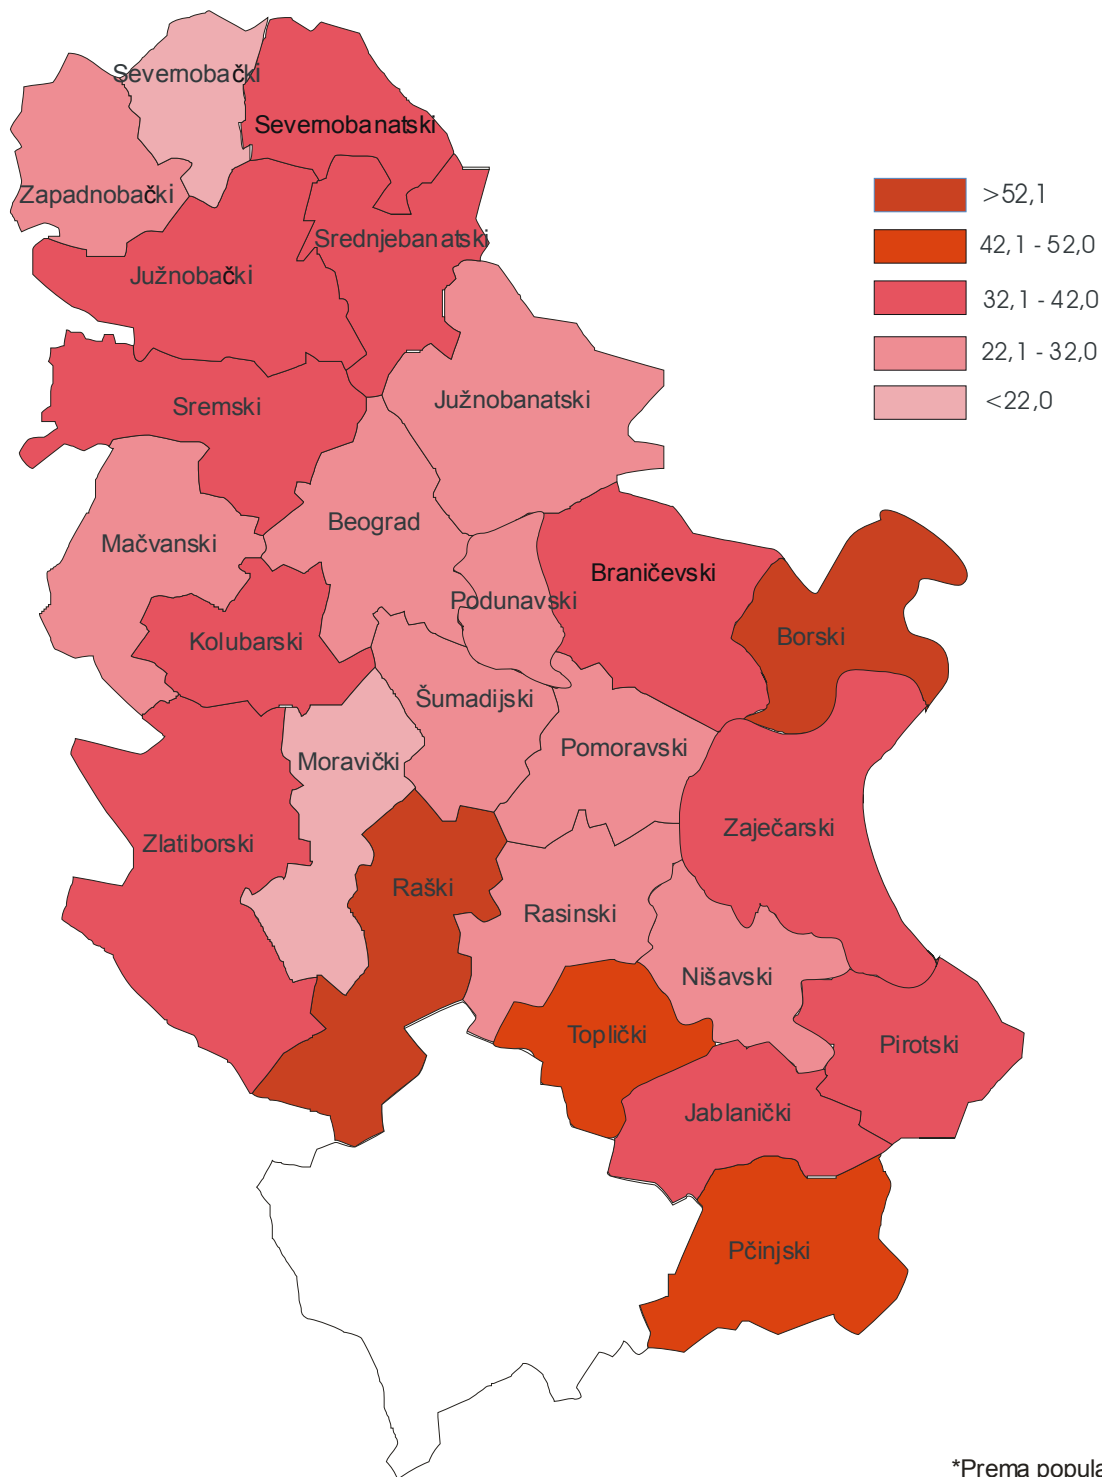 Severnobački
Severnobanatski
Zapadnobački
Srednjebanatski
Južnobački
Sremski
Južnobanatski
Beograd
Mačvanski
Braničevski
Podunavski
Borski
Kolubarski
Šumadijski
Pomoravski
Moravički
Zaječarski
Zlatiborski
Raški
Rasinski
Nišavski
Toplički
Pirotski
Jablanički
Pčinjski
>52,1
42,1 - 52,0
32,1 - 42,0
22,1 - 32,0
<22,0
*Prema popula